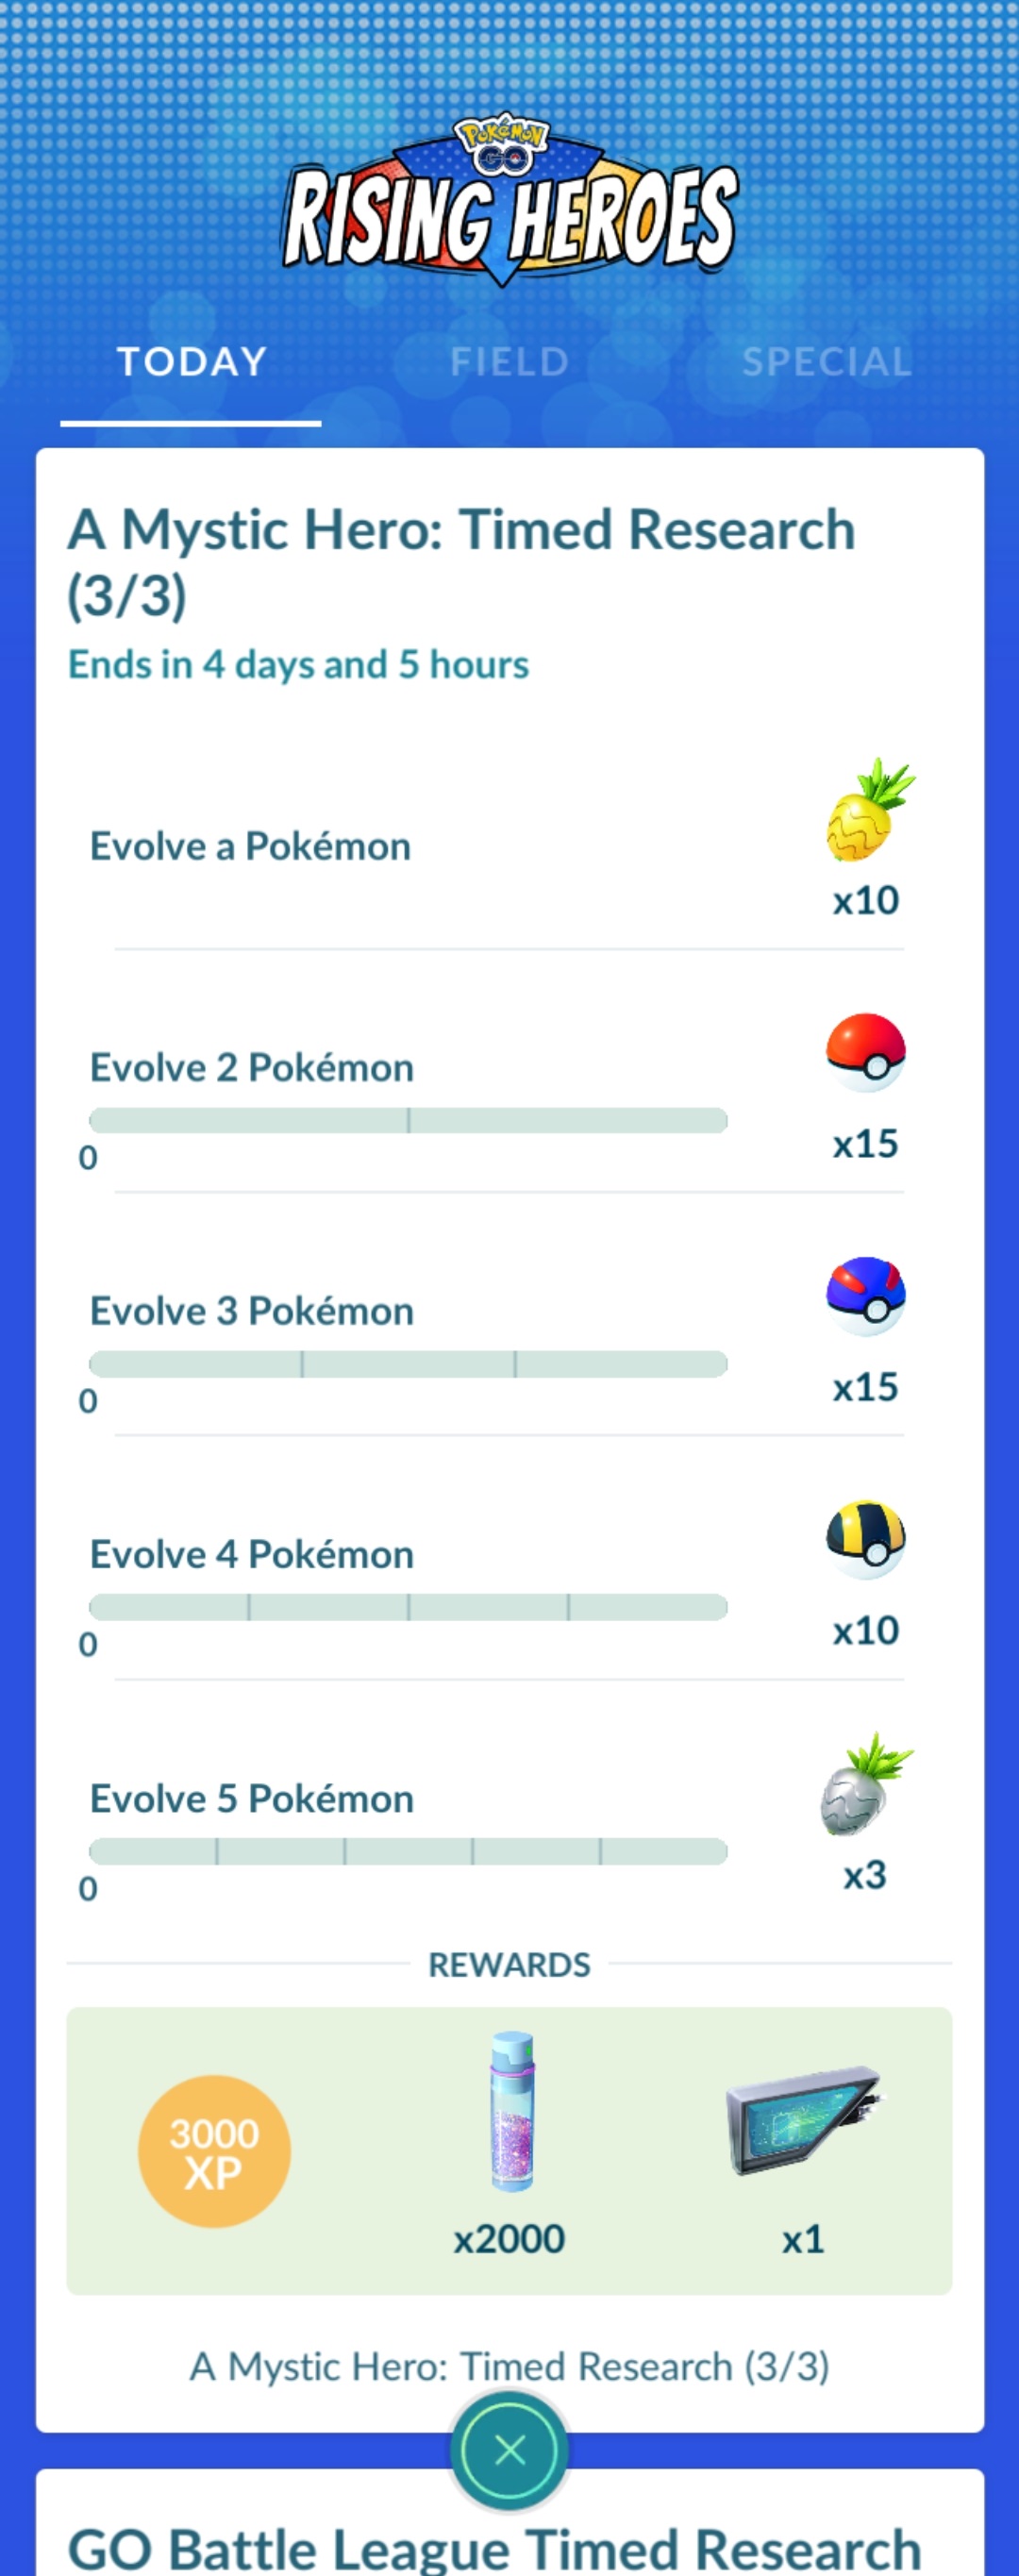 Pokémon
GO
RISING HEROES
TODAY FIELD SPECIAL
A Mystic Hero: Timed Research
(3/3)
Ends in 4 days and 5 hours
Evolve a Pokémon
x10
Evolve 2 Pokémon
0
x15
Evolve 3 Pokémon
0
x15
Evolve 4 Pokémon
0
x10
Evolve 5 Pokémon
0
x3
REWARDS
3000
XP
x2000
x1
A Mystic Hero: Timed Research (3/3)
GO Battle League Timed Research